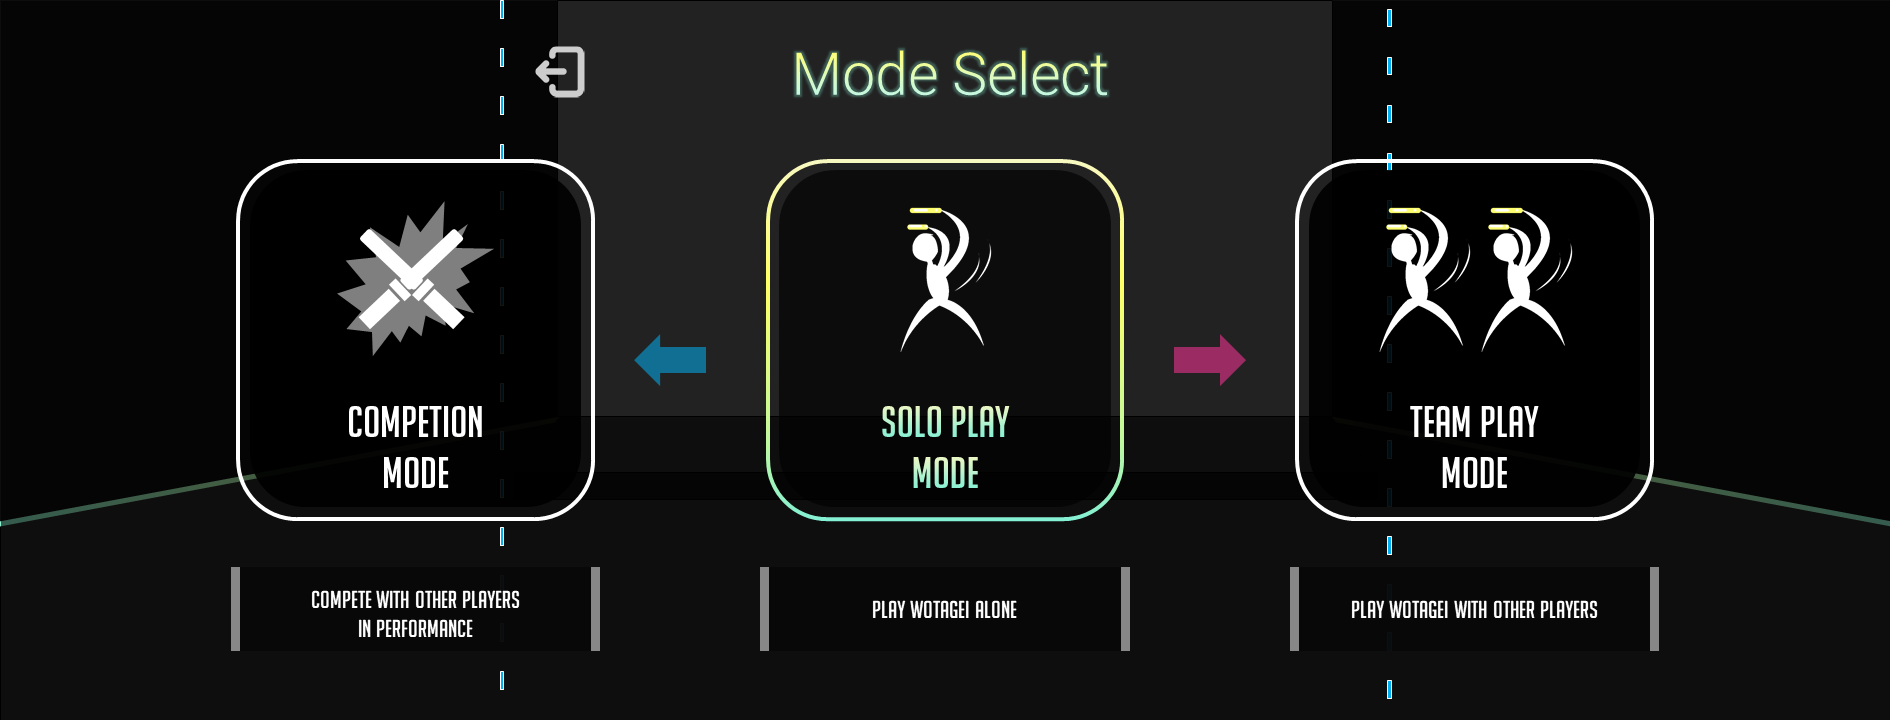 Mode Select
COMPETION
MODE
SOLO PLAY
MODE
TEAM PLAY
MODE
COMPETE WITH OTHER PLAYERS
IN PERFORMANCE
PLAY WOTAGEI ALONE
PLAY WOTAGEI WITH OTHER PLAYERS